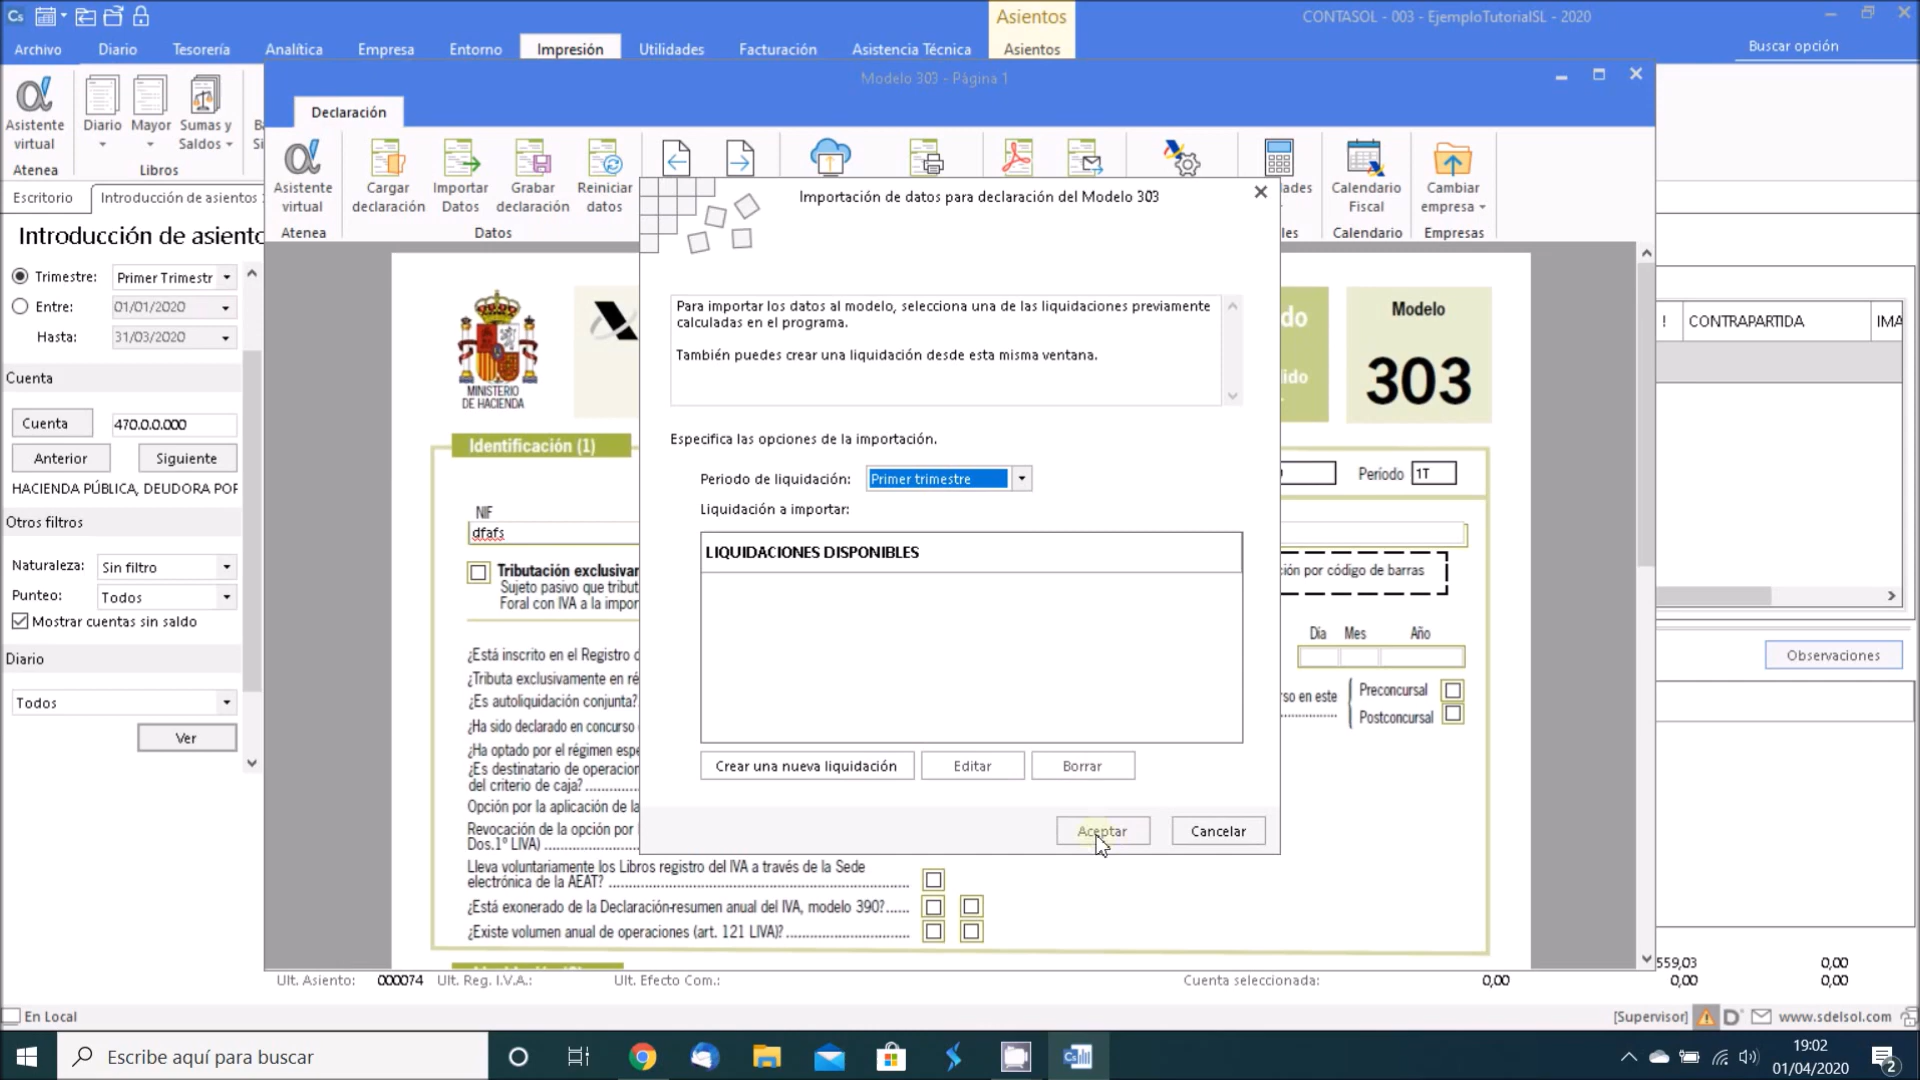 Asientos
CONTASOL - 003 - EjemploTutorialSL - 2020
Archivo Diario Tesorería Analítica Empresa Entorno Impresión Utilidades Facturación Asistencia Técnica Asientos
Buscar opción
Modelo 303 - Página 1
Declaración
Asistente virtual
Diario
Mayor
Sumas y Saldos
Atenea
Libros
Asistente virtual
Cargar declaración
Importar Datos
Grabar declaración
Reiniciar datos
Calendario Fiscal
Cambiar empresa
Atenea
Datos
Calendario
Empresas
Escritorio
Introducción de asientos
Introducción de asiento
Trimestre: Primer Trimestr
Entre: 01/01/2020
Hasta: 31/03/2020
Cuenta
Cuenta 470.0.0.000
Anterior Siguiente
HACIENDA PÚBLICA, DEUDORA POR
Otros filtros
Naturaleza: Sin filtro
Punteo: Todos
Mostrar cuentas sin saldo
Diario
Todos
Ver
MINISTERIO
DE HACIENDA
Modelo
303
Identificación (1)
Período 1T
NIF
dfafs
Tributación exclusivar
Sujeto pasivo que tribut
Foral con IVA a la impor
ción por código de barras
¿Está inscrito en el Registro d
¿Tributa exclusivamente en ré
¿Es autoliquidación conjunta?
¿Ha sido declarado en concurso
¿Ha optado por el régimen espe
¿Es destinatario de operacion
del criterio de caja?
Opción por la aplicación de la
Revocación de la opción por
Dos.1º LIVA)
Lleva voluntariamente los Libros registro del IVA a través de la Sede
electrónica de la AEAT?
¿Está exonerado de la Declaración-resumen anual del IVA, modelo 390?
¿Existe volumen anual de operaciones (art. 121 LIVA)?
Día Mes Año
so en este
Preconcursal
Postconcursal
Importación de datos para declaración del Modelo 303
Para importar los datos al modelo, selecciona una de las liquidaciones previamente
calculadas en el programa.
También puedes crear una liquidación desde esta misma ventana.
Especifica las opciones de la importación.
Periodo de liquidación: Primer trimestre
Liquidación a importar:
LIQUIDACIONES DISPONIBLES
Crear una nueva liquidación Editar Borrar
Aceptar Cancelar
! CONTRAPARTIDA IMA
Observaciones
559,03 0,00
Ult. Asiento: 000074 Ult. Reg. I.V.A.: Ult. Efecto Com.: Cuenta seleccionada: 0,00 0,00 0,00
En Local
[Supervisor] www.sdelsol.com
Escribe aquí para buscar
19:02
01/04/2020
2